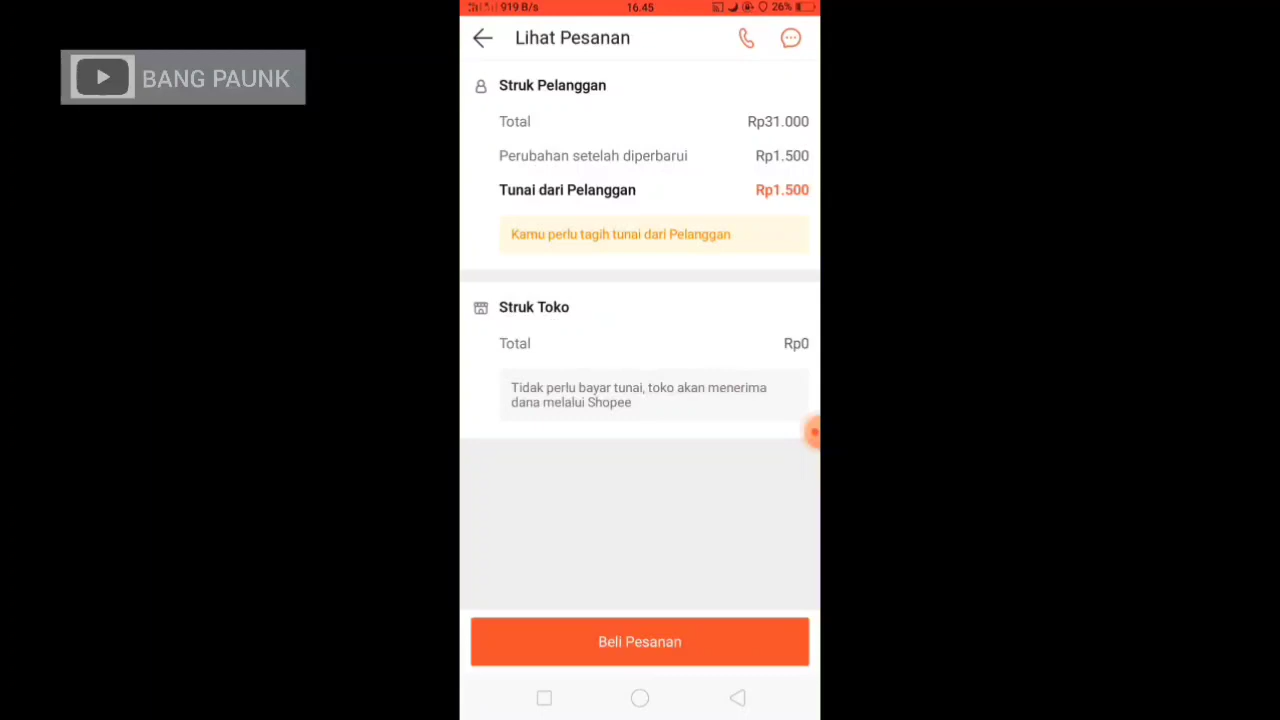 919 B/s 16.45 26%
BANG PAUNK
Lihat Pesanan
Struk Pelanggan
Total Rp31.000
Perubahan setelah diperbarui Rp1.500
Tunai dari Pelanggan Rp1.500
Kamu perlu tagih tunai dari Pelanggan
Struk Toko
Total Rp0
Tidak perlu bayar tunai, toko akan menerima
dana melalui Shopee
Beli Pesanan